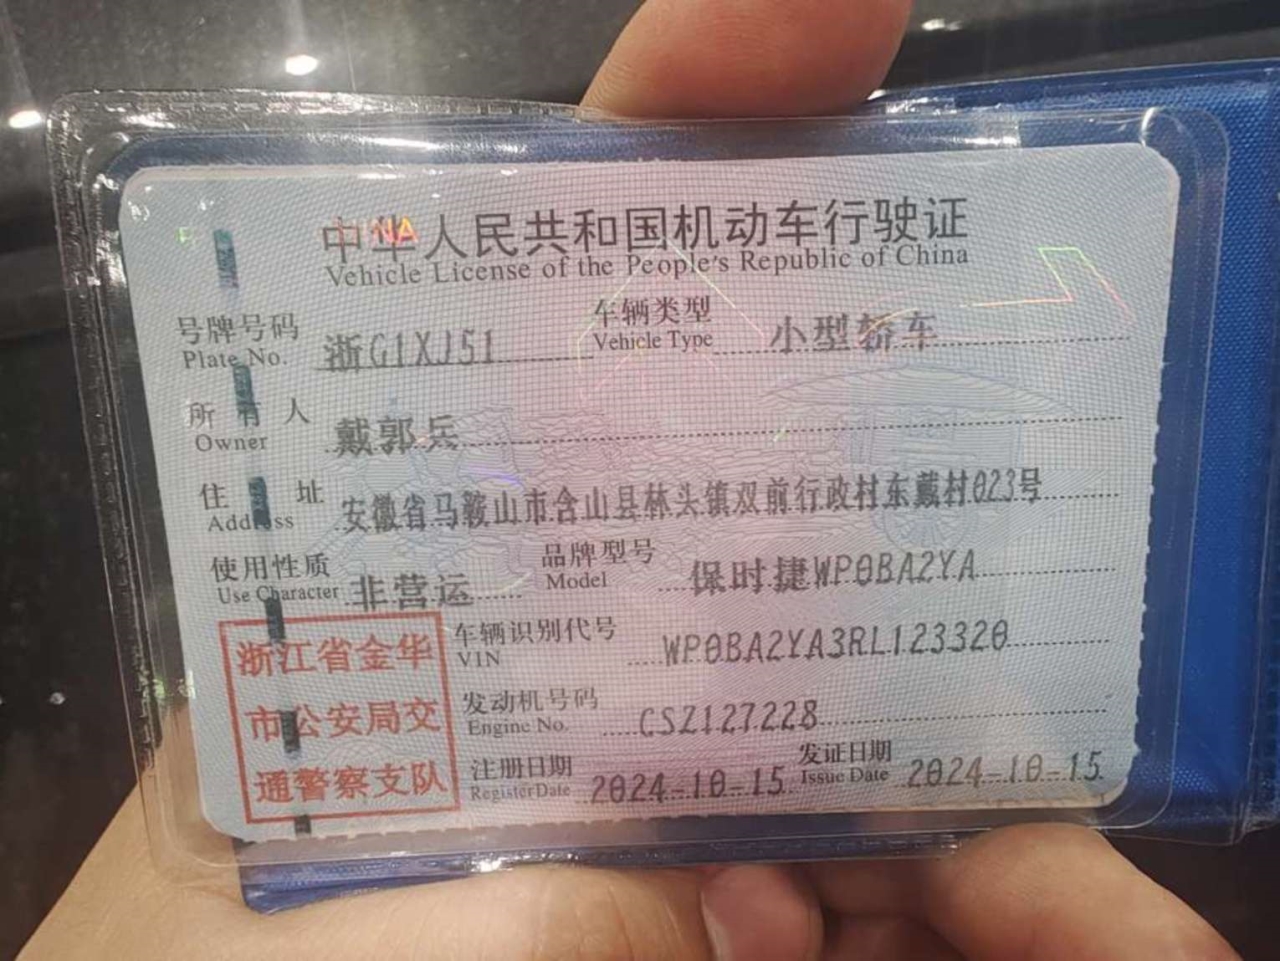 中华人民共和国机动车行驶证
Vehicle License of the People's Republic of China
号牌号码 浙G1XJ51 车辆类型 小型轿车
Plate No. Vehicle Type
所有人 戴郭兵
Owner
住址 安徽省马鞍山市含山县林头镇双前行政村东戴村023号
Address
使用性质 非营运 品牌型号 保时捷WP0BA2YA
Use Character Model
浙江省金华
市公安局交
通警察支队
车辆识别代号 WP0BA2YA3RL123320
VIN
发动机号码 CSZ127228
Engine No.
注册日期 2024-10-15 发证日期 2024-10-15
Register Date Issue Date